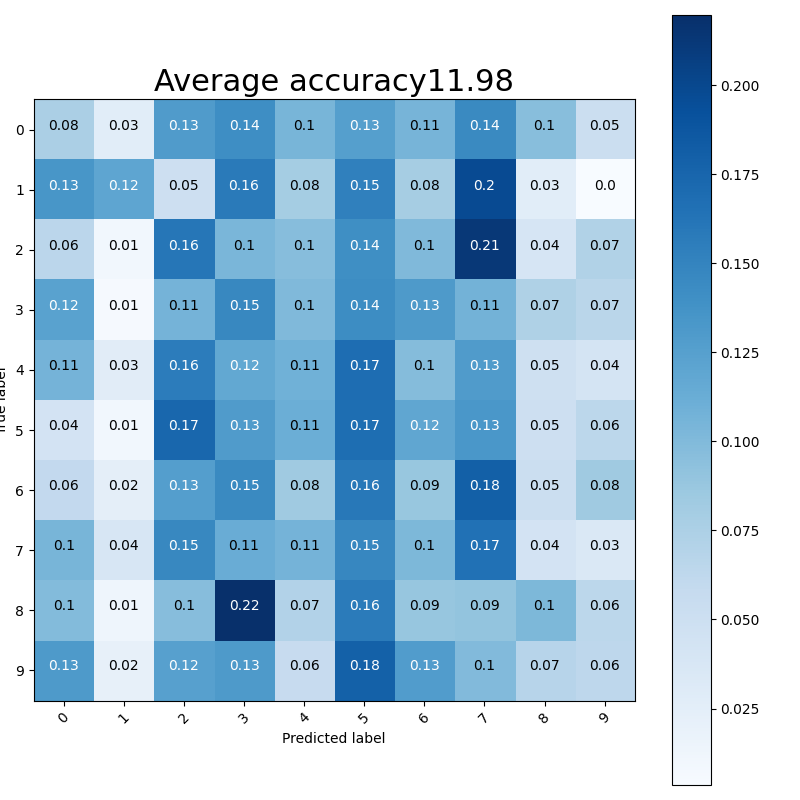 Average accuracy11.98
0 0.08 0.03 0.13 0.14 0.1 0.13 0.11 0.14 0.1 0.05
1 0.13 0.12 0.05 0.16 0.08 0.15 0.08 0.2 0.03 0.0
2 0.06 0.01 0.16 0.1 0.1 0.14 0.1 0.21 0.04 0.07
3 0.12 0.01 0.11 0.15 0.1 0.14 0.13 0.11 0.07 0.07
4 0.11 0.03 0.16 0.12 0.11 0.17 0.1 0.13 0.05 0.04
5 0.04 0.01 0.17 0.13 0.11 0.17 0.12 0.13 0.05 0.06
6 0.06 0.02 0.13 0.15 0.08 0.16 0.09 0.18 0.05 0.08
7 0.1 0.04 0.15 0.11 0.11 0.15 0.1 0.17 0.04 0.03
8 0.1 0.01 0.1 0.22 0.07 0.16 0.09 0.09 0.1 0.06
9 0.13 0.02 0.12 0.13 0.06 0.18 0.13 0.1 0.07 0.06
0 1 2 3 4 5 6 7 8 9
Predicted label
label
0.200
0.175
0.150
0.125
0.100
0.075
0.050
0.025